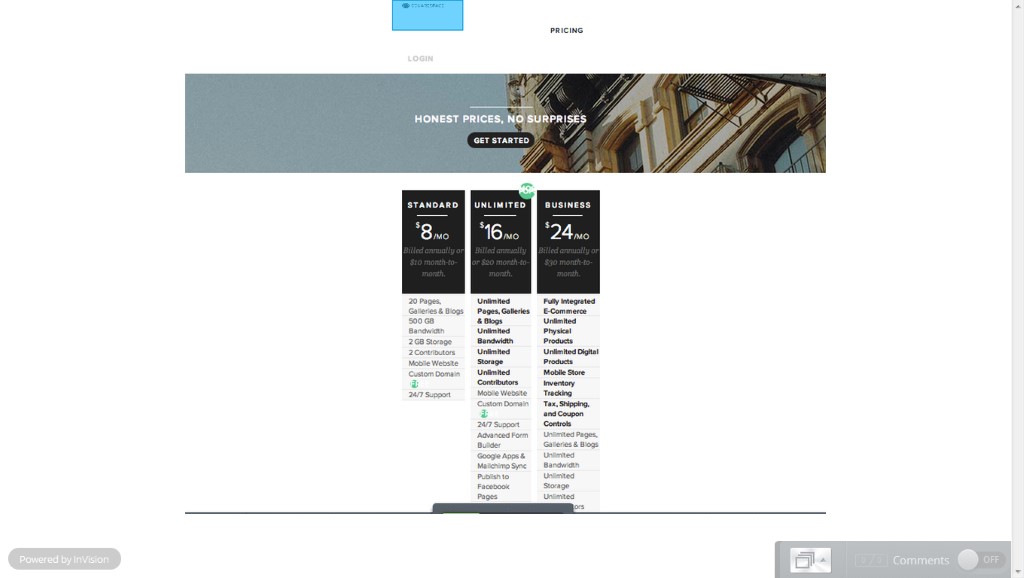 PRICING
LOGIN
HONEST PRICES, NO SURPRISES
GET STARTED
STANDARD
$8/MO
Billed annually or
$10 month-to-
month.
20 Pages,
Galleries & Blogs
500 GB
Bandwidth
2 GB Storage
2 Contributors
Mobile Website
Custom Domain
24/7 Support
UNLIMITED
$16/MO
Billed annually
or $20 month-to-
month.
Unlimited
Pages, Galleries
& Blogs
Unlimited
Bandwidth
Unlimited
Storage
Unlimited
Contributors
Mobile Website
Custom Domain
24/7 Support
Advanced Form
Builder
Google Apps &
Mailchimp Sync
Publish to
Facebook
Pages
BUSINESS
$24/MO
Billed annually or
$30 month-to-
month.
Fully Integrated
E-Commerce
Unlimited
Physical
Products
Unlimited Digital
Products
Mobile Store
Inventory
Tracking
Tax, Shipping,
and Coupon
Controls
Unlimited Pages,
Galleries & Blogs
Unlimited
Bandwidth
Unlimited
Storage
Unlimited
ors
Powered by InVision
Comments
OFF